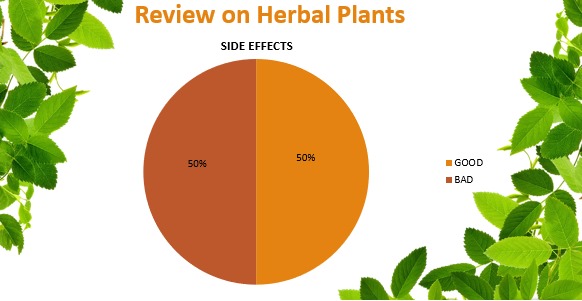 Review on Herbal Plants
SIDE EFFECTS
50%
50%
GOOD
BAD